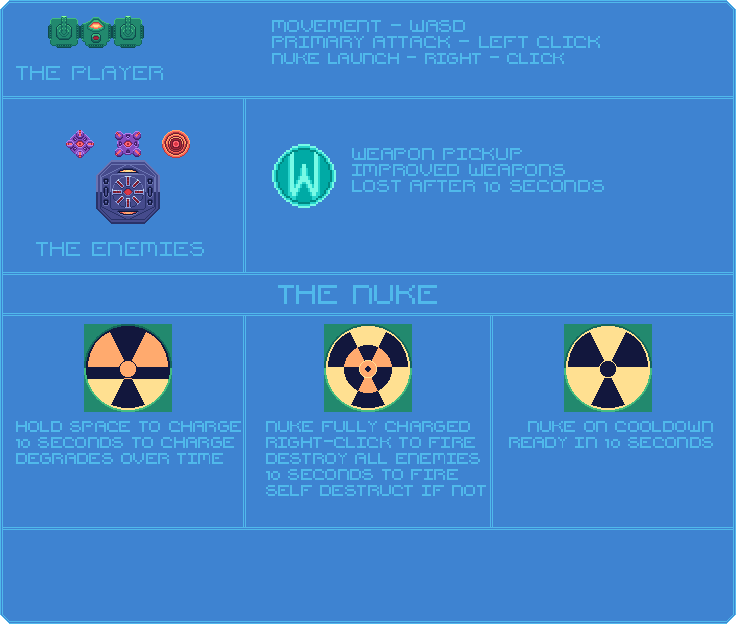 MOVEMENT - WASD
PRIMARY ATTACK - LEFT CLICK
NUKE LAUNCH - RIGHT - CLICK
THE PLAYER
W
WEAPON PICKUP
IMPROVED WEAPONS
LOST AFTER 10 SECONDS
THE ENEMIES
THE NUKE
HOLD SPACE TO CHARGE
10 SECONDS TO CHARGE
DEGRADES OVER TIME
NUKE FULLY CHARGED
RIGHT-CLICK TO FIRE
DESTROY ALL ENEMIES
10 SECONDS TO FIRE
SELF DESTRUCT IF NOT
NUKE ON COOLDOWN
READY IN 10 SECONDS